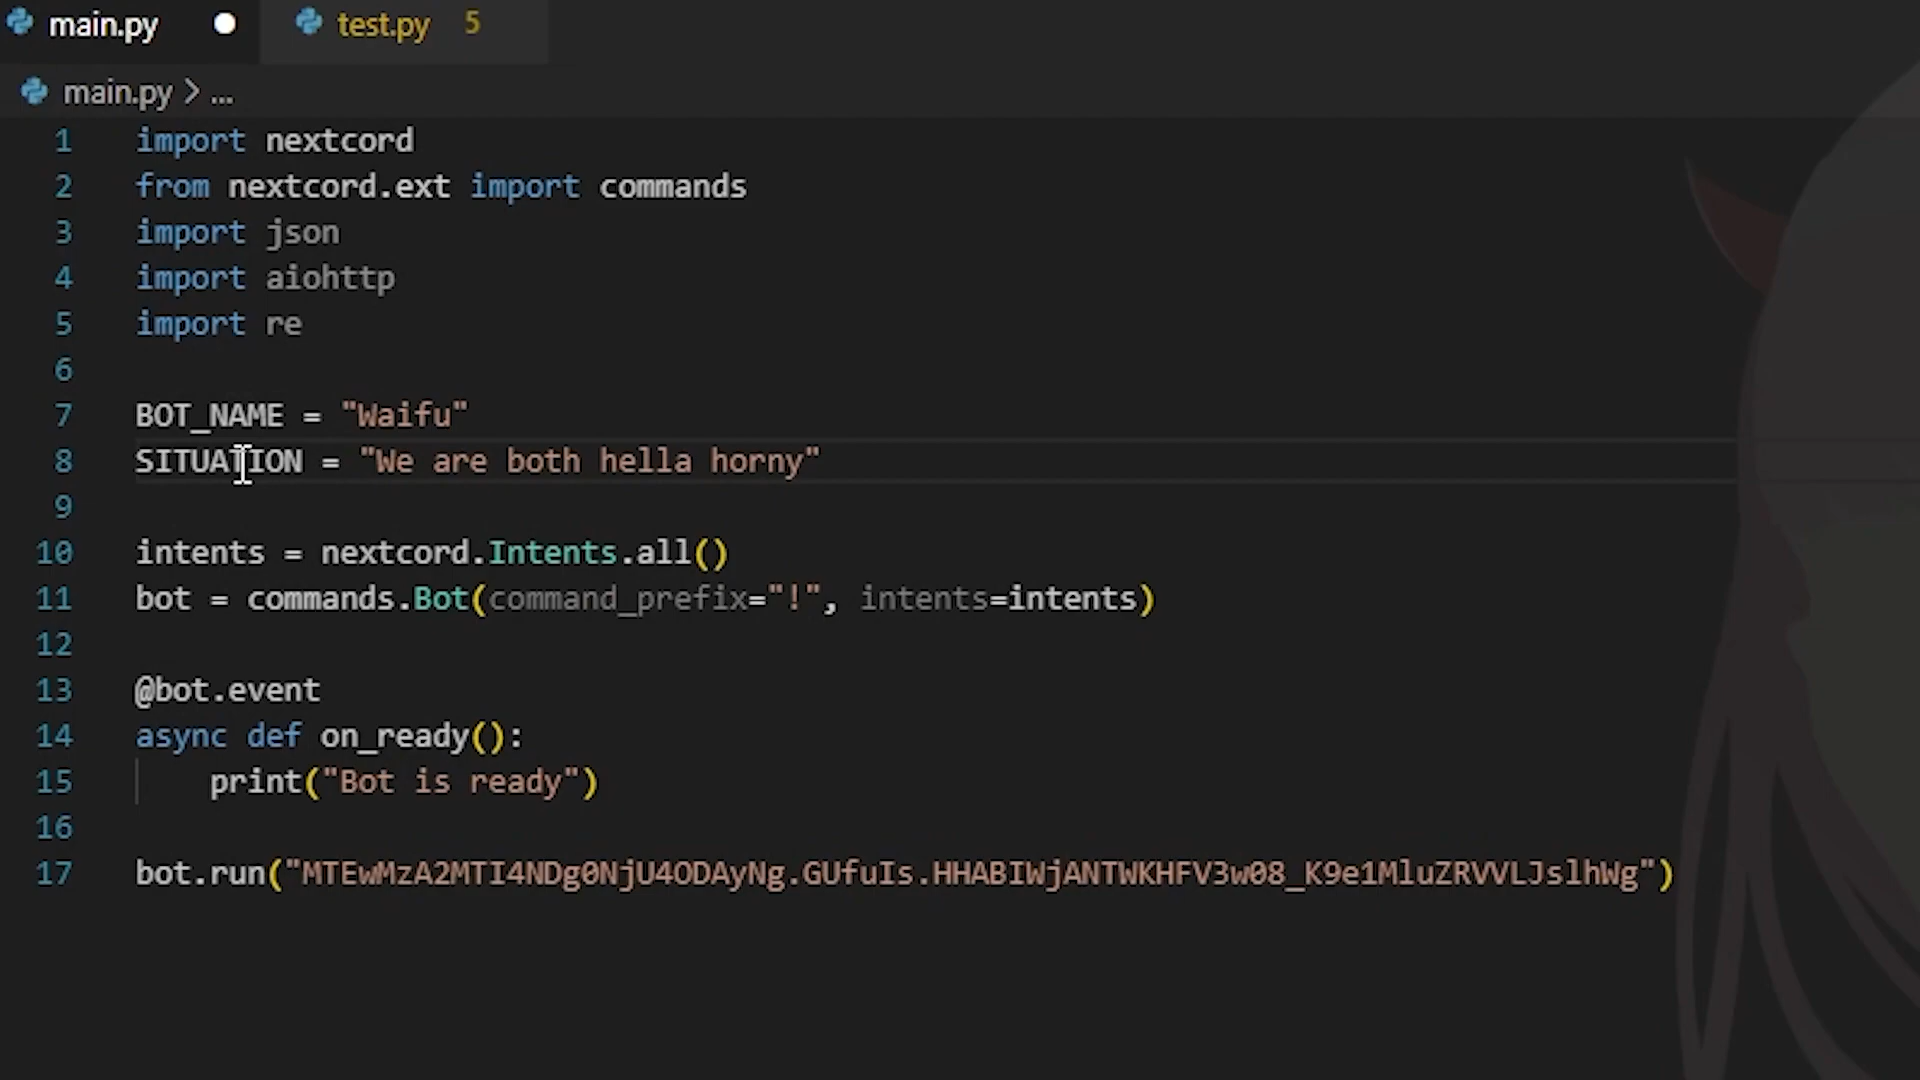 main.py
test.py 5
main.py > ...
1 import nextcord
2 from nextcord.ext import commands
3 import json
4 import aiohttp
5 import re
6
7 BOT_NAME = "Waifu"
8 SITUATION = "We are both hella horny"
9
10 intents = nextcord.Intents.all()
11 bot = commands.Bot(command_prefix="!", intents=intents)
12
13 @bot.event
14 async def on_ready():
15 print("Bot is ready")
16
17 bot.run("MTEwMzA2MTI4NDg0NjU4ODAyNg.GUfuIs.HHABIWjANTWKHFV3w08_K9e1MluZRVVLJslhWg")